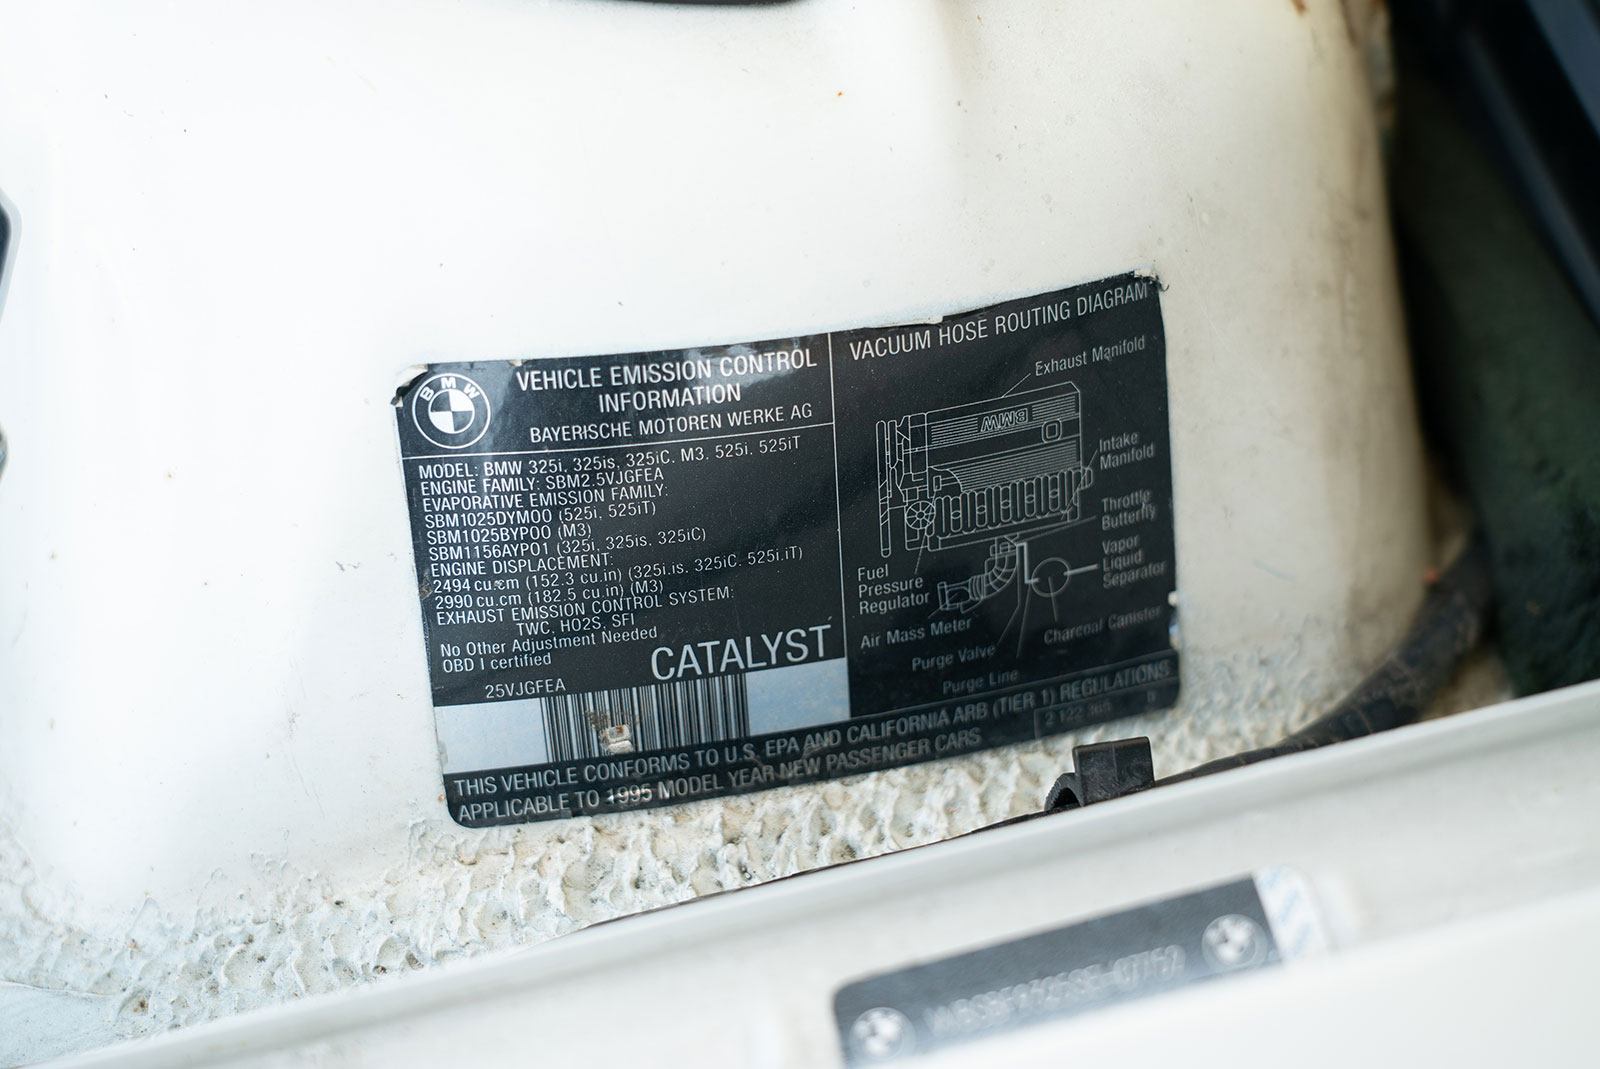 BMW
VEHICLE EMISSION CONTROL
INFORMATION
BAYERISCHE MOTOREN WERKE AG
MODEL: BMW 325i, 325is, 325iC. M3. 525i. 525iT
ENGINE FAMILY: SBM2.5VJGFEA
EVAPORATIVE EMISSION FAMILY:
SBM1025DYM00 (525i, 525iT)
SBM1025BYP00 (M3)
SBM1156AYP01 (325i, 325is, 325iC)
ENGINE DISPLACEMENT:
2494 cu.cm (152.3 cu.in) (325i.is. 325iC. 525i.iT)
2990 cu.cm (182.5 cu.in) (M3)
EXHAUST EMISSION CONTROL SYSTEM:
TWC, HO2S, SFI
No Other Adjustment Needed
OBD I certified
CATALYST
25VJGFEA
VACUUM HOSE ROUTING DIAGRAM
Exhaust Manifold
BMW
Intake
Manifold
Throttle
Butterfly
Vapor
Liquid
Separator
Fuel
Pressure
Regulator
Air Mass Meter
Charcoal Canister
Purge Valve
Purge Line
THIS VEHICLE CONFORMS TO U.S. EPA AND CALIFORNIA ARB (TIER 1) REGULATIONS
APPLICABLE TO 1995 MODEL YEAR NEW PASSENGER CARS
2 122 365